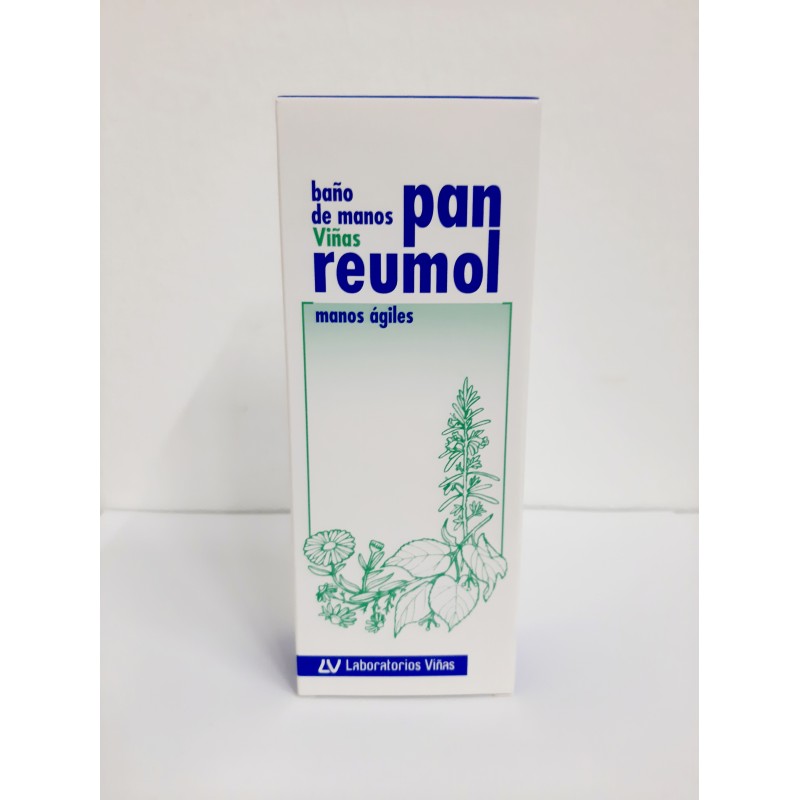 baño
de manos
Viñas
pan
reumol
manos ágiles
LV Laboratorios Viñas